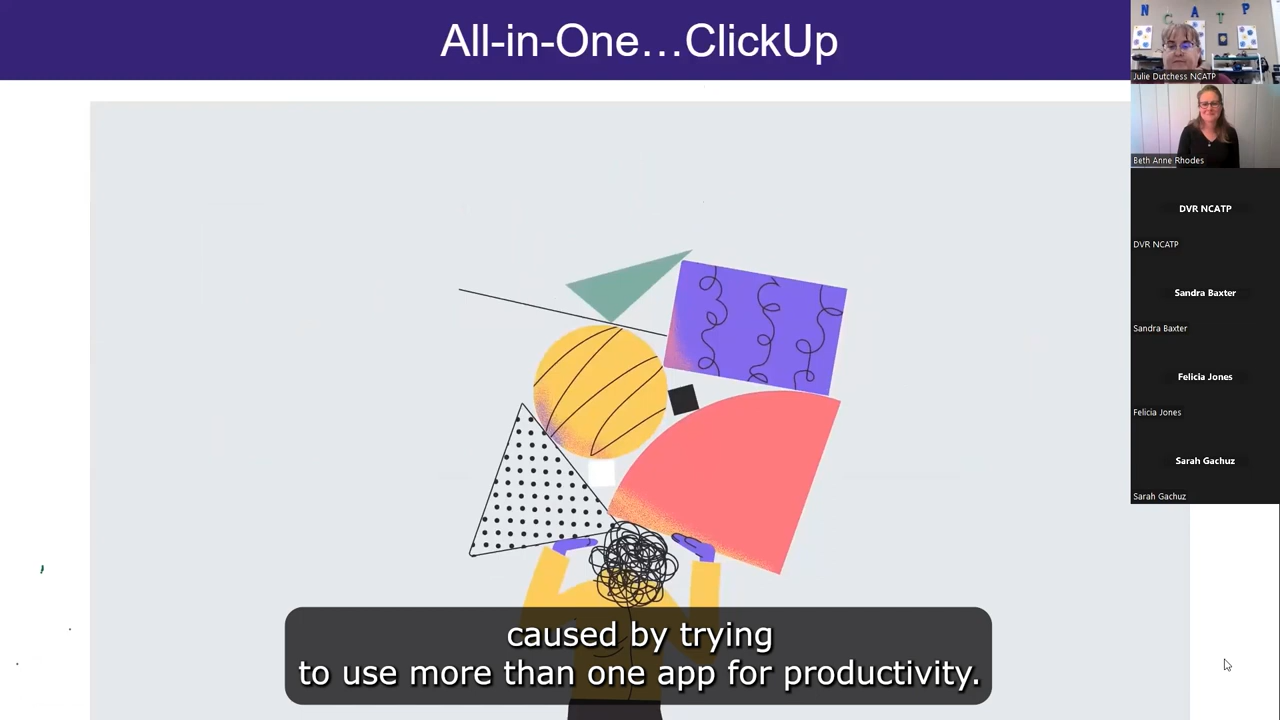 All-in-One…ClickUp
N C A T P
Julie Dutchess NCATP
Beth Anne Rhodes
DVR NCATP
DVR NCATP
Sandra Baxter
Sandra Baxter
Felicia Jones
Felicia Jones
Sarah Gachuz
Sarah Gachuz
caused by trying
to use more than one app for productivity.